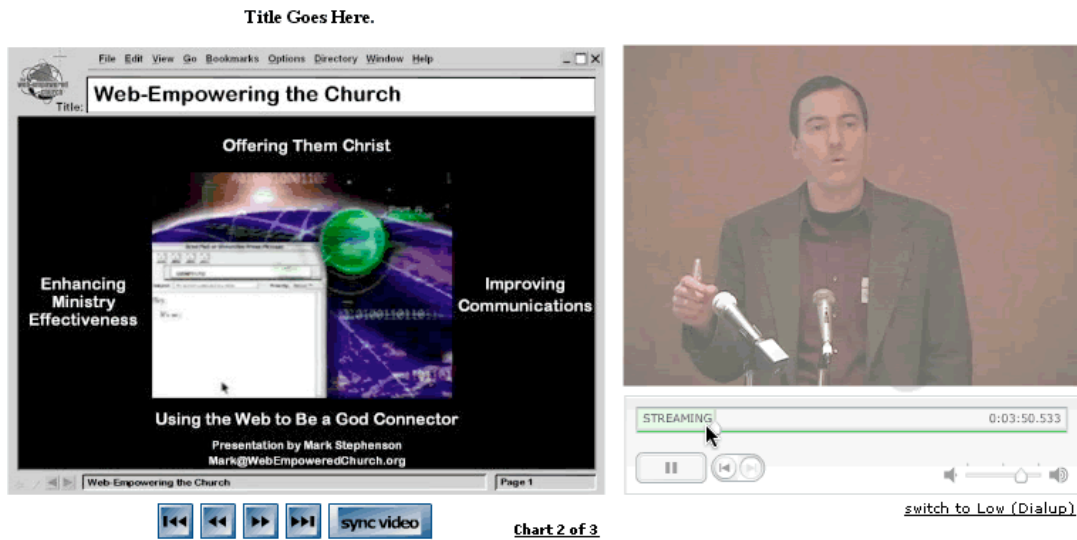 Title Goes Here.
File Edit View Go Bookmarks Options Directory Window Help
Title: Web-Empowering the Church
Offering Them Christ
Enhancing
Ministry
Effectiveness
Improving
Communications
Using the Web to Be a God Connector
Presentation by Mark Stephenson
Mark@WebEmpoweredChurch.org
Web-Empowering the Church
Page 1
sync video
Chart 2 of 3
STREAMING
0:03:50.533
switch to Low (Dialup)